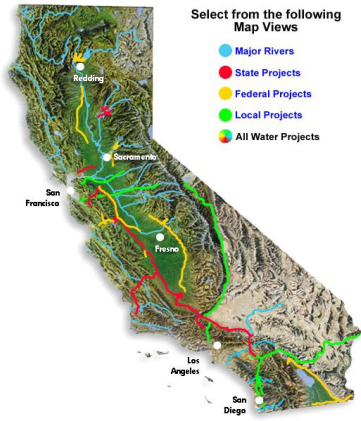 Select from the following
Map Views
Major Rivers
State Projects
Federal Projects
Local Projects
All Water Projects
Redding
Sacramento
San
Francisco
Fresno
Los
Angeles
San
Diego